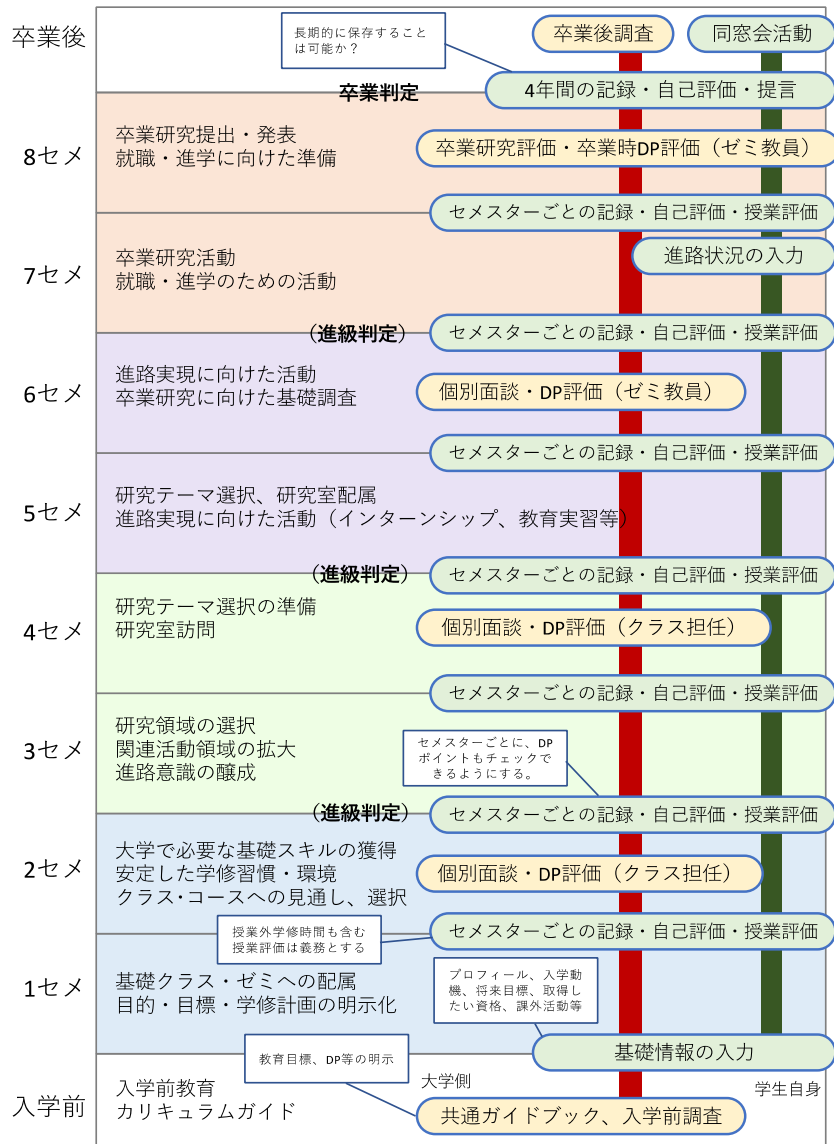 卒業後
長期的に保存すること
は可能か？
卒業後調査
同窓会活動
卒業判定
4年間の記録・自己評価・提言
8セメ
卒業研究提出・発表
就職・進学に向けた準備
卒業研究評価・卒業時DP評価（ゼミ教員）
セメスターごとの記録・自己評価・授業評価
7セメ
卒業研究活動
就職・進学のための活動
進路状況の入力
（進級判定）
セメスターごとの記録・自己評価・授業評価
6セメ
進路実現に向けた活動
卒業研究に向けた基礎調査
個別面談・DP評価（ゼミ教員）
セメスターごとの記録・自己評価・授業評価
5セメ
研究テーマ選択、研究室配属
進路実現に向けた活動（インターンシップ、教育実習等）
（進級判定）
セメスターごとの記録・自己評価・授業評価
4セメ
研究テーマ選択の準備
研究室訪問
個別面談・DP評価（クラス担任）
セメスターごとの記録・自己評価・授業評価
3セメ
研究領域の選択
関連活動領域の拡大
進路意識の醸成
セメスターごとに、DP
ポイントもチェックで
きるようにする。
（進級判定）
セメスターごとの記録・自己評価・授業評価
2セメ
大学で必要な基礎スキルの獲得
安定した学修習慣・環境
クラス・コースへの見通し、選択
個別面談・DP評価（クラス担任）
授業外学修時間も含む
授業評価は義務とする
セメスターごとの記録・自己評価・授業評価
1セメ
基礎クラス・ゼミへの配属
目的・目標・学修計画の明示化
プロフィール、入学動
機、将来目標、取得し
たい資格、課外活動等
基礎情報の入力
教育目標、DP等の明示
大学側
学生自身
入学前
入学前教育
カリキュラムガイド
共通ガイドブック、入学前調査